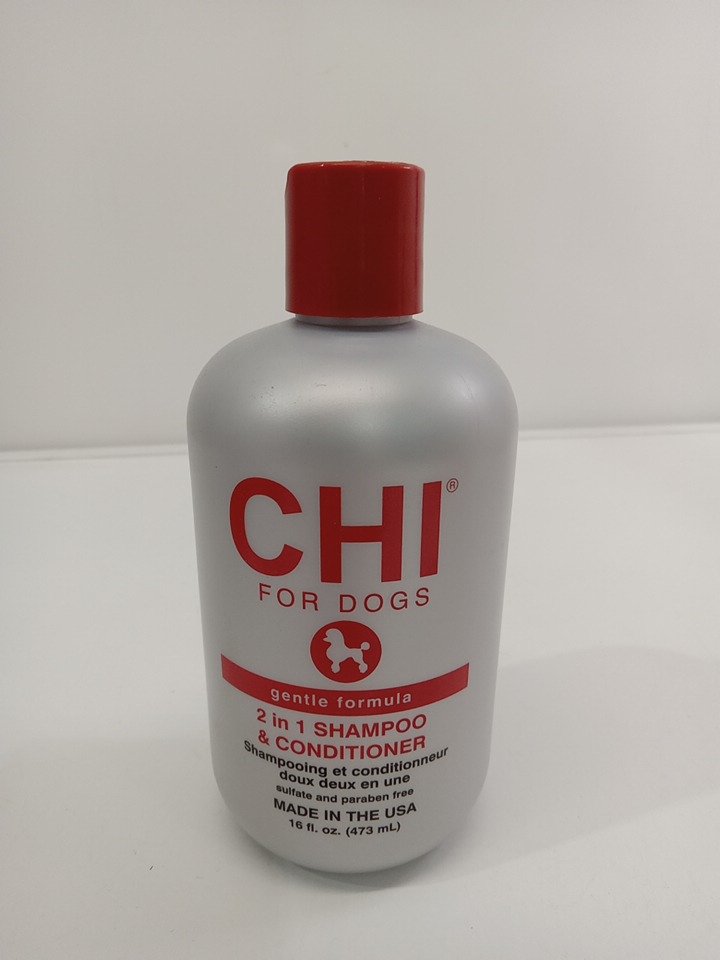 CHI®
FOR DOGS
gentle formula
2 in 1 SHAMPOO
& CONDITIONER
Shampooing et conditionneur
doux deux en une
sulfate and paraben free
MADE IN THE USA
16 fl. oz. (473 mL)